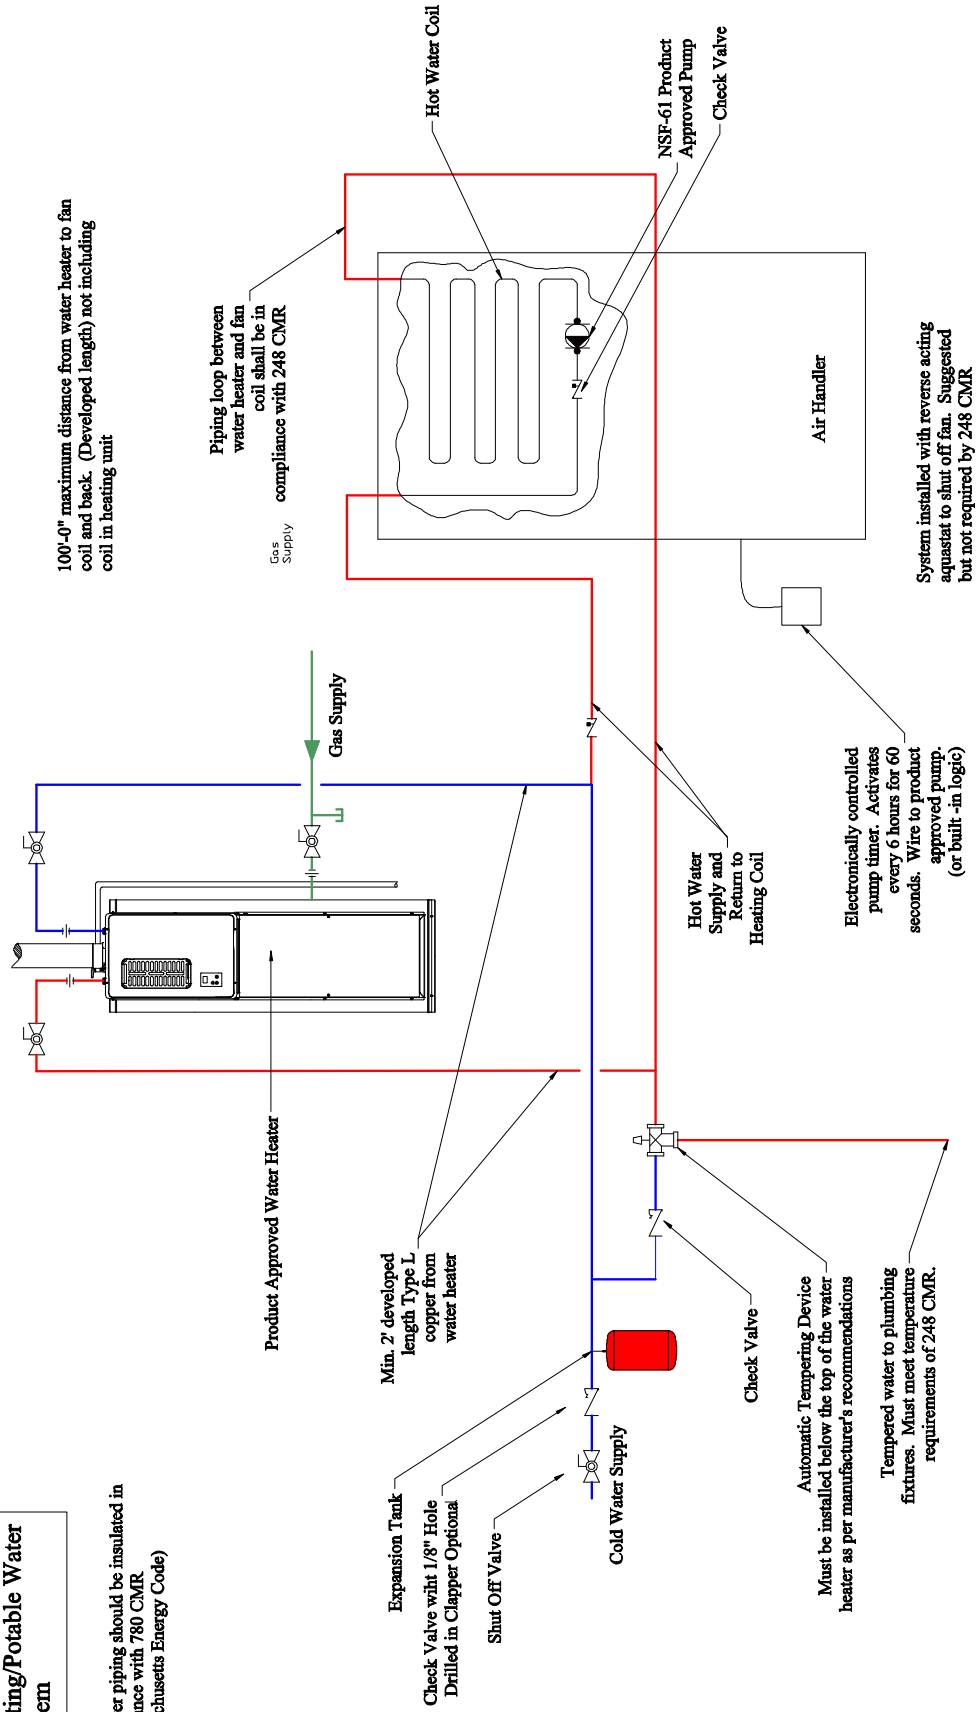 ting/Potable Water
em
er piping should be insulated in
nce with 780 CMR
chusetts Energy Code)
100'-0" maximum distance from water heater to fan
coil and back.  (Developed length) not including
coil in heating unit
Piping loop between
water heater and fan
coil shall be in
compliance with 248 CMR
Gas
Supply
Hot Water Coil
NSF-61 Product
Approved Pump
Check Valve
Gas Supply
Product Approved Water Heater
Min. 2' developed
length Type L
copper from
water heater
Air Handler
System installed with reverse acting
aquastat to shut off fan.  Suggested
but not required by 248 CMR
Hot Water
Supply and
Return to
Heating Coil
Electronically controlled
pump timer.  Activates
every 6 hours for 60
seconds.  Wire to product
approved pump.
(or built -in logic)
Expansion Tank
Check Valve wiht 1/8" Hole
Drilled in Clapper Optional
Shut Off Valve
Cold Water Supply
Check Valve
Automatic Tempering Device
Must be installed below the top of the water
heater as per manufacturer's recommendations
Tempered water to plumbing
fixtures.  Must meet temperature
requirements of 248 CMR.